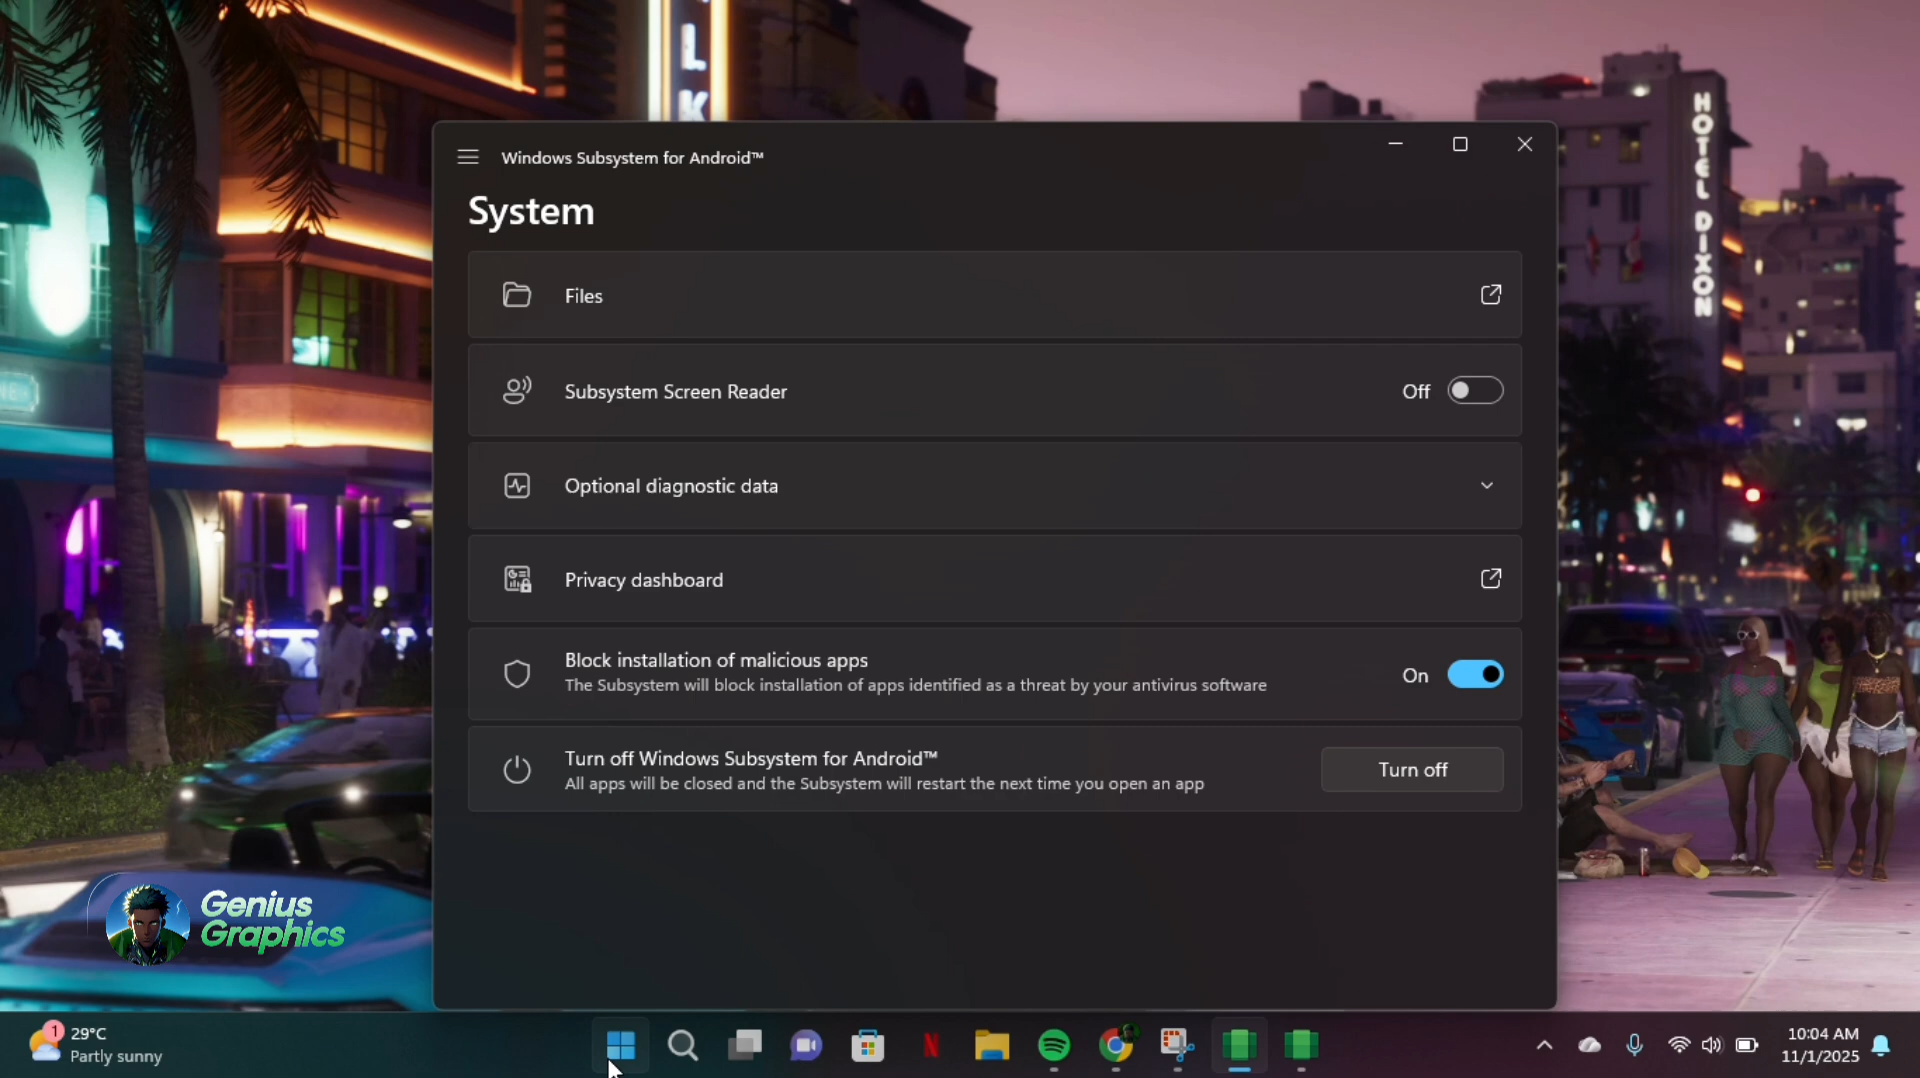 L
K
HOTEL DIXON
Windows Subsystem for Android™
System
Files
Subsystem Screen Reader
Off
Optional diagnostic data
Privacy dashboard
Block installation of malicious apps
The Subsystem will block installation of apps identified as a threat by your antivirus software
On
Turn off Windows Subsystem for Android™
All apps will be closed and the Subsystem will restart the next time you open an app
Turn off
Genius
Graphics
1
29°C
Partly sunny
N
10:04 AM
11/1/2025